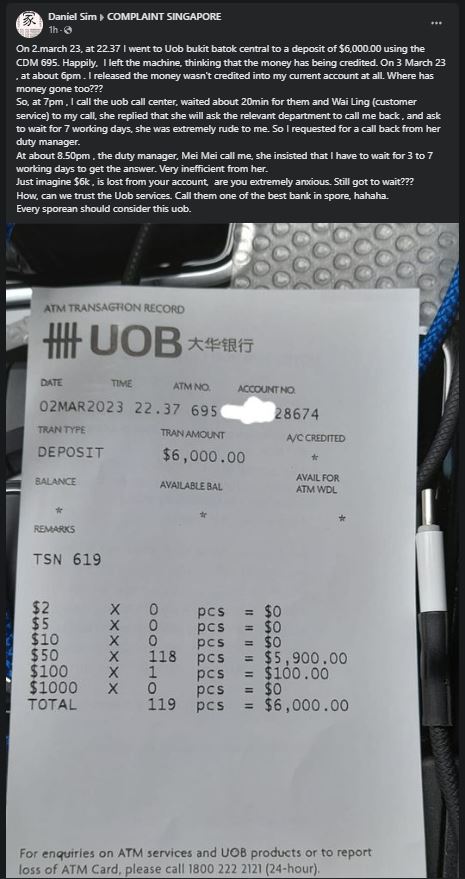 Daniel Sim ▸ COMPLAINT SINGAPORE
1h ·
On 2.march 23, at 22.37 I went to Uob bukit batok central to a deposit of $6,000.00 using the
CDM 695. Happily, I left the machine, thinking that the money has being credited. On 3 March 23
, at about 6pm . I released the money wasn't credited into my current account at all. Where has
money gone too???
So, at 7pm , I call the uob call center, waited about 20min for them and Wai Ling (customer
service) to my call, she replied that she will ask the relevant department to call me back , and ask
to wait for 7 working days, she was extremely rude to me. So I requested for a call back from her
duty manager.
At about 8.50pm , the duty manager, Mei Mei call me, she insisted that I have to wait for 3 to 7
working days to get the answer. Very inefficient from her.
Just imagine $6k , is lost from your account, are you extremely anxious. Still got to wait???
How, can we trust the Uob services. Call them one of the best bank in spore, hahaha.
Every sporean should consider this uob.
ATM TRANSACTION RECORD
UOB 大华银行
DATE TIME ATM NO. ACCOUNT NO.
02MAR2023 22.37 695 28674
TRAN TYPE TRAN AMOUNT A/C CREDITED
DEPOSIT $6,000.00 *
BALANCE AVAILABLE BAL AVAIL FOR
ATM WDL
* * *
REMARKS
TSN 619
$2 X 0 pcs = $0
$5 X 0 pcs = $0
$10 X 0 pcs = $0
$50 X 118 pcs = $5,900.00
$100 X 1 pcs = $100.00
$1000 X 0 pcs = $0
TOTAL 119 pcs = $6,000.00
For enquiries on ATM services and UOB products or to report
loss of ATM Card, please call 1800 222 2121 (24-hour).